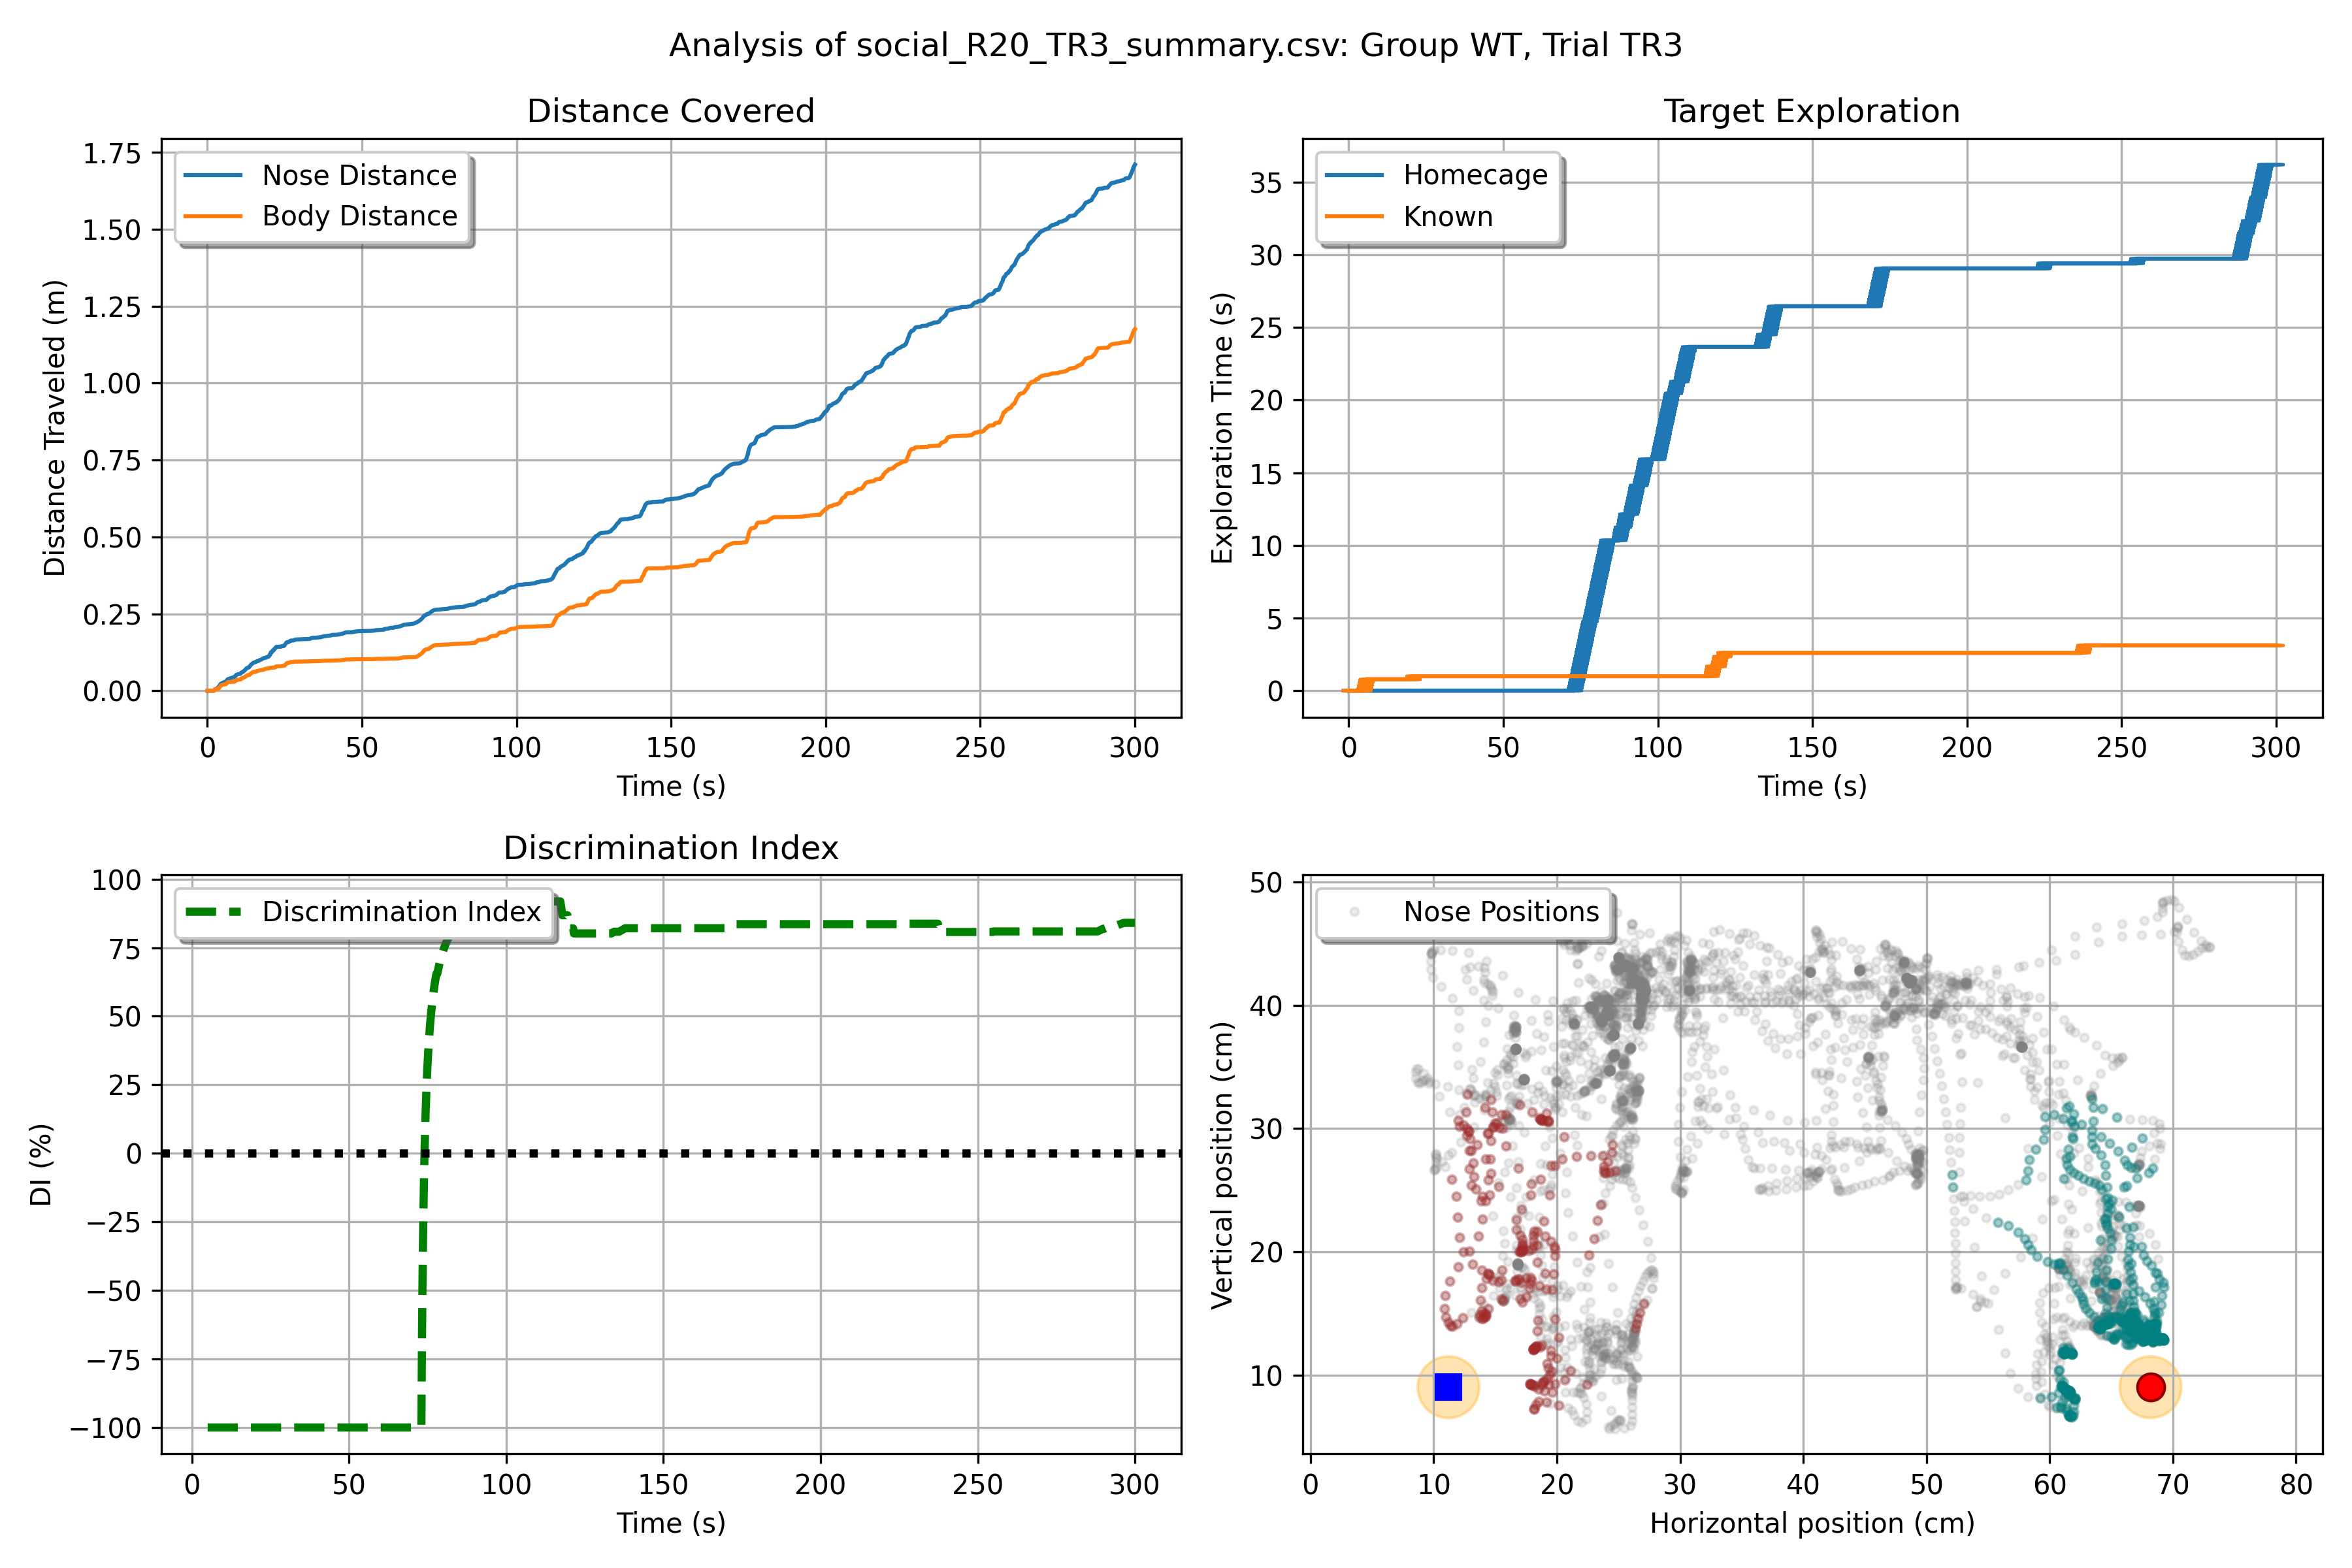 Analysis of social_R20_TR3_summary.csv: Group WT, Trial TR3
Distance Covered
Nose Distance
Body Distance
Distance Traveled (m)
1.75
1.50
1.25
1.00
0.75
0.50
0.25
0.00
0 50 100 150 200 250 300
Time (s)
Target Exploration
Homecage
Known
Exploration Time (s)
35
30
25
20
15
10
5
0
0 50 100 150 200 250 300
Time (s)
Discrimination Index
Discrimination Index
DI (%)
100
75
50
25
0
−25
−50
−75
−100
0 50 100 150 200 250 300
Time (s)
Nose Positions
Vertical position (cm)
50
40
30
20
10
0 10 20 30 40 50 60 70 80
Horizontal position (cm)